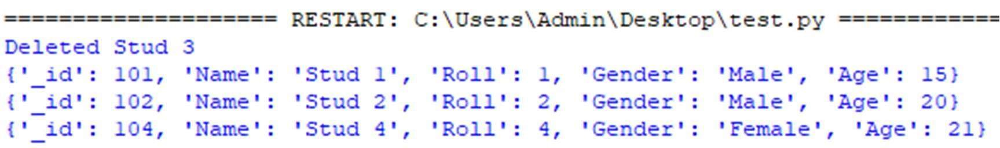 ==================== RESTART: C:\Users\Admin\Desktop\test.py ============
Deleted Stud 3
{'_id': 101, 'Name': 'Stud 1', 'Roll': 1, 'Gender': 'Male', 'Age': 15}
{'_id': 102, 'Name': 'Stud 2', 'Roll': 2, 'Gender': 'Male', 'Age': 20}
{'_id': 104, 'Name': 'Stud 4', 'Roll': 4, 'Gender': 'Female', 'Age': 21}